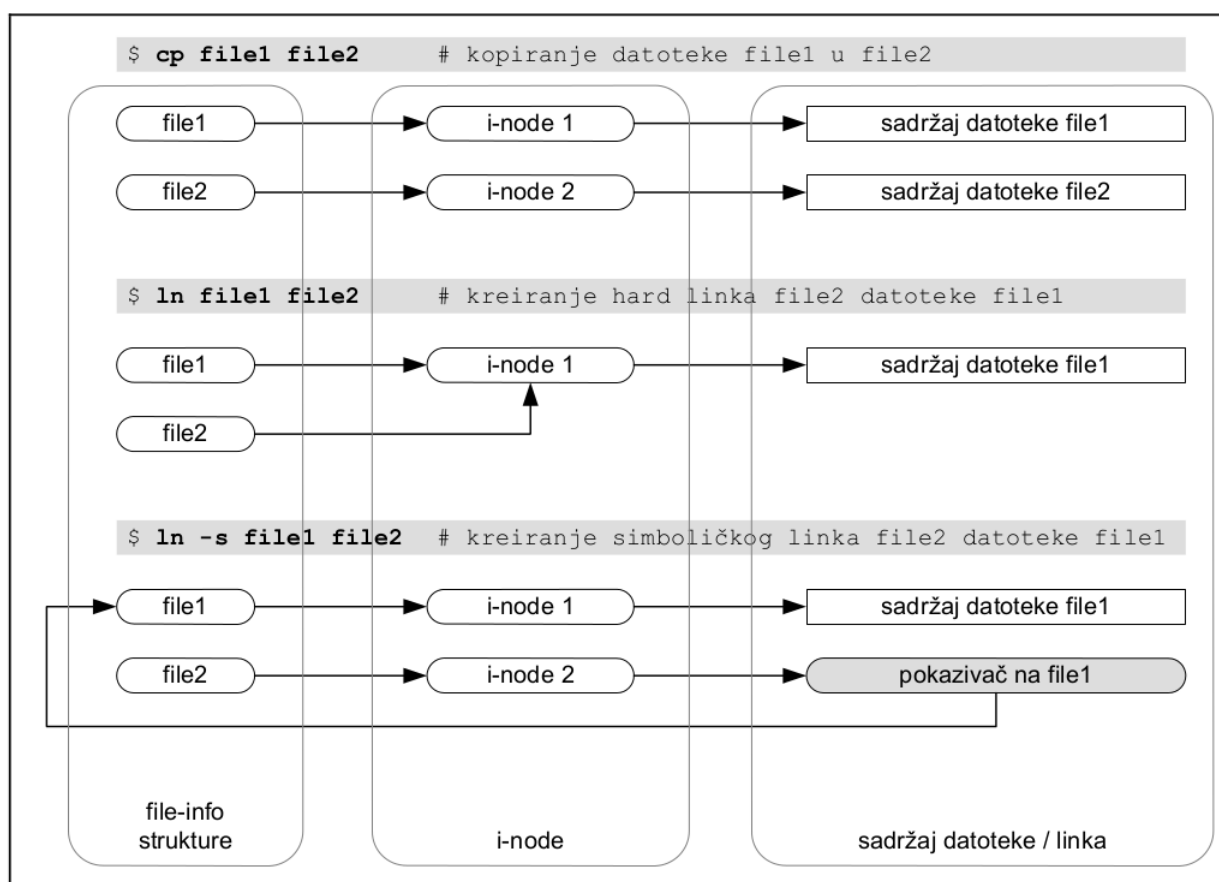 $ cp file1 file2 # kopiranje datoteke file1 u file2
file1 i-node 1 sadržaj datoteke file1
file2 i-node 2 sadržaj datoteke file2
$ ln file1 file2 # kreiranje hard linka file2 datoteke file1
file1 i-node 1 sadržaj datoteke file1
file2
$ ln -s file1 file2 # kreiranje simboličkog linka file2 datoteke file1
file1 i-node 1 sadržaj datoteke file1
file2 i-node 2 pokazivač na file1
file-info
strukture i-node sadržaj datoteke / linka